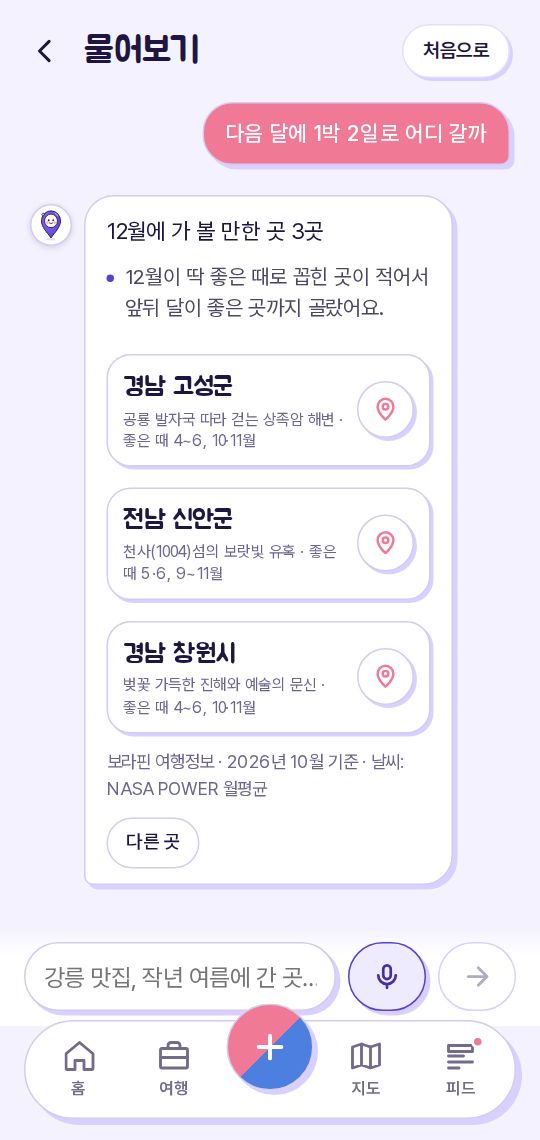 물어보기
처음으로
다음 달에 1박 2일로 어디 갈까
12월에 가 볼 만한 곳 3곳
• 12월이 딱 좋은 때로 꼽힌 곳이 적어서
앞뒤 달이 좋은 곳까지 골랐어요.
경남 고성군
공룡 발자국 따라 걷는 상족암 해변 ·
좋은 때 4~6, 10·11월
전남 신안군
천사(1004)섬의 보랏빛 유혹 · 좋은
때 5·6, 9~11월
경남 창원시
벚꽃 가득한 진해와 예술의 문신 ·
좋은 때 4~6, 10·11월
보라핀 여행정보 · 2026년 10월 기준 · 날씨:
NASA POWER 월평균
다른 곳
강릉 맛집, 작년 여름에 간 곳…
홈
여행
지도
피드